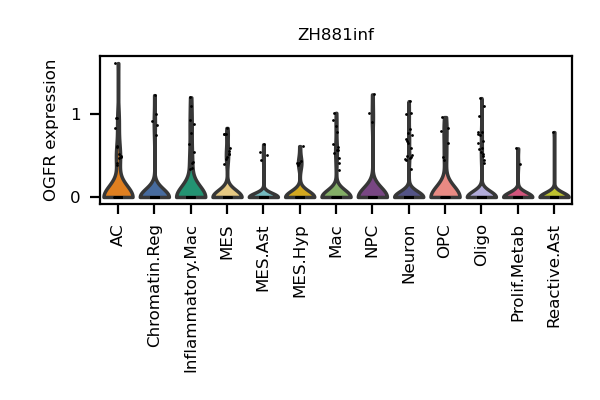 ZH881inf
OGFR expression
1
0
AC
Chromatin.Reg
Inflammatory.Mac
MES
MES.Ast
MES.Hyp
Mac
NPC
Neuron
OPC
Oligo
Prolif.Metab
Reactive.Ast